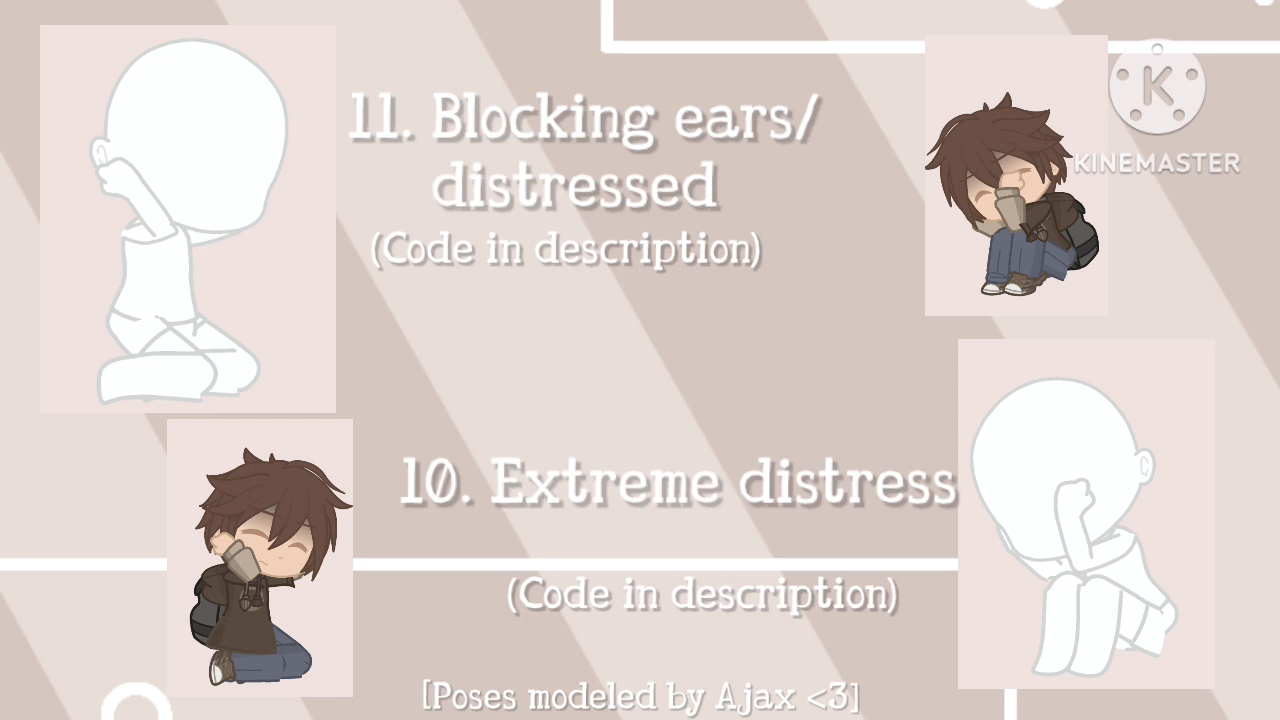 11. Blocking ears/
distressed
(Code in description)
K
KINEMASTER
10. Extreme distress
(Code in description)
[Poses modeled by Ajax <3]